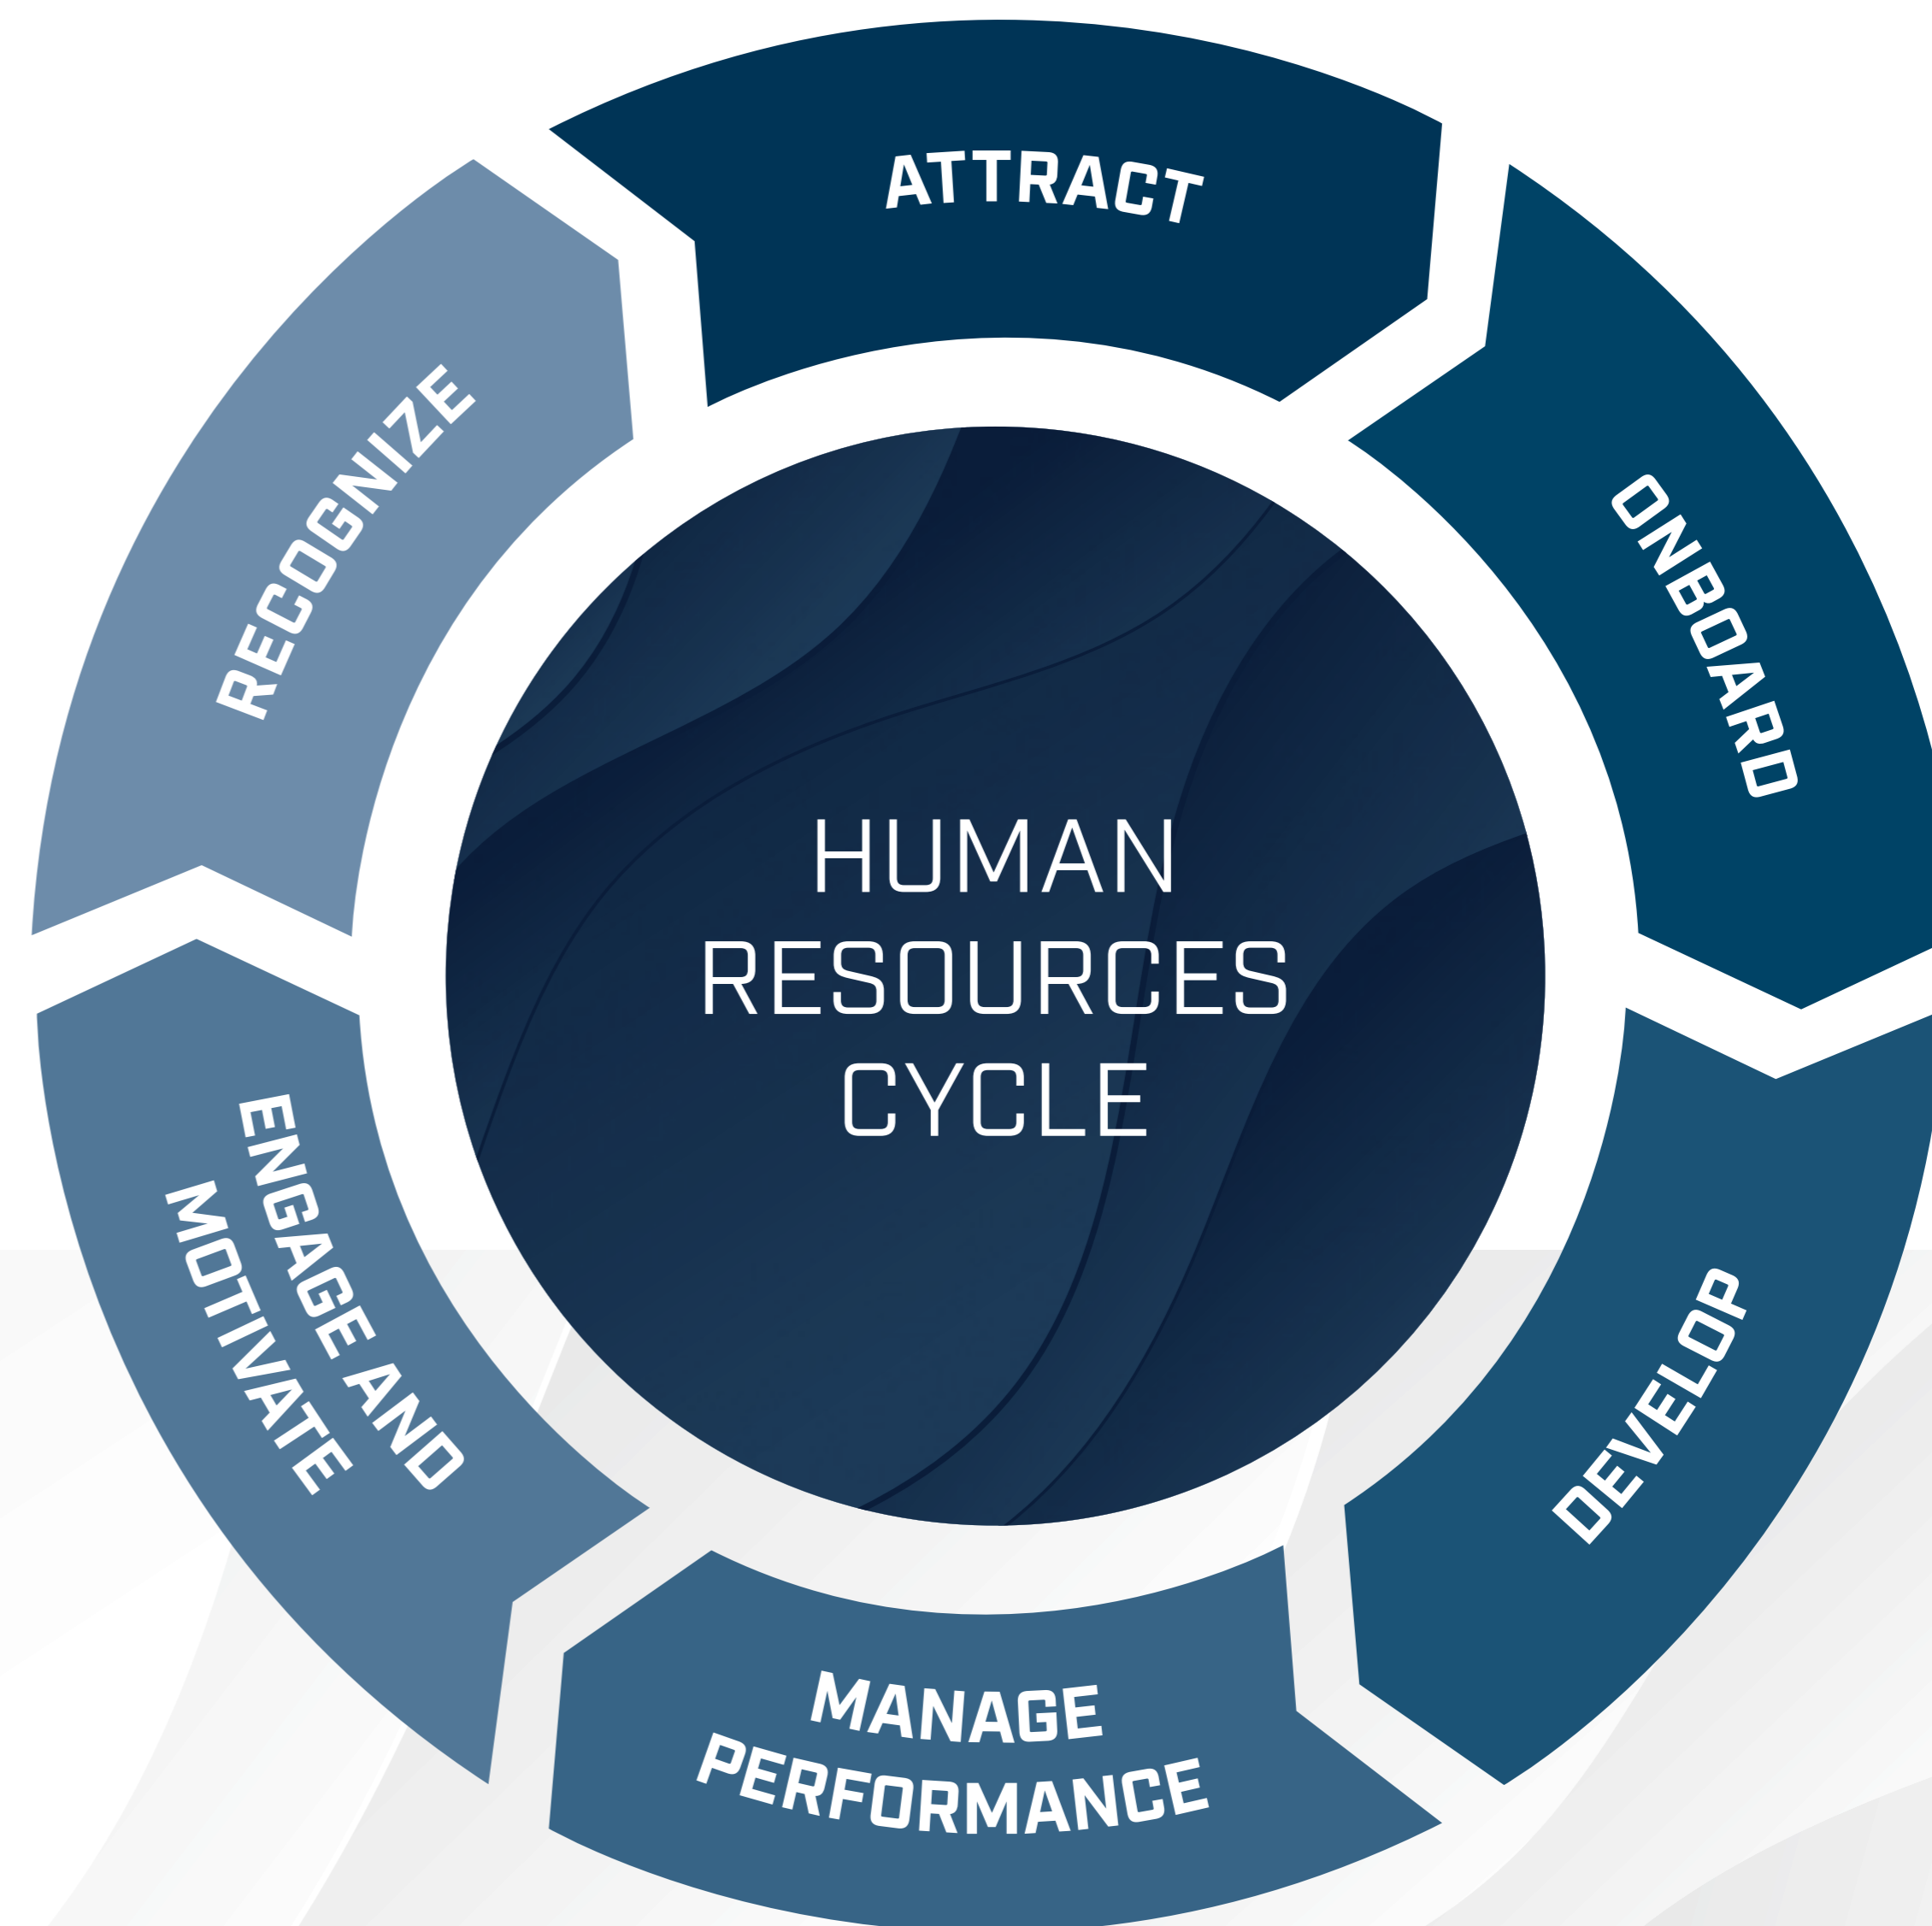 ATTRACT
ONBOARD
DEVELOP
MANAGE
PERFORMANCE
ENGAGE AND
MOTIVATE
RECOGNIZE
HUMAN
RESOURCES
CYCLE